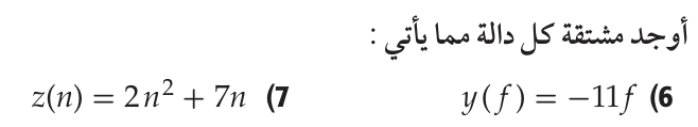 أوجد مشتقة كل دالة مما يأتي :
(6 y(f) = −11f
(7 z(n) = 2n² + 7n